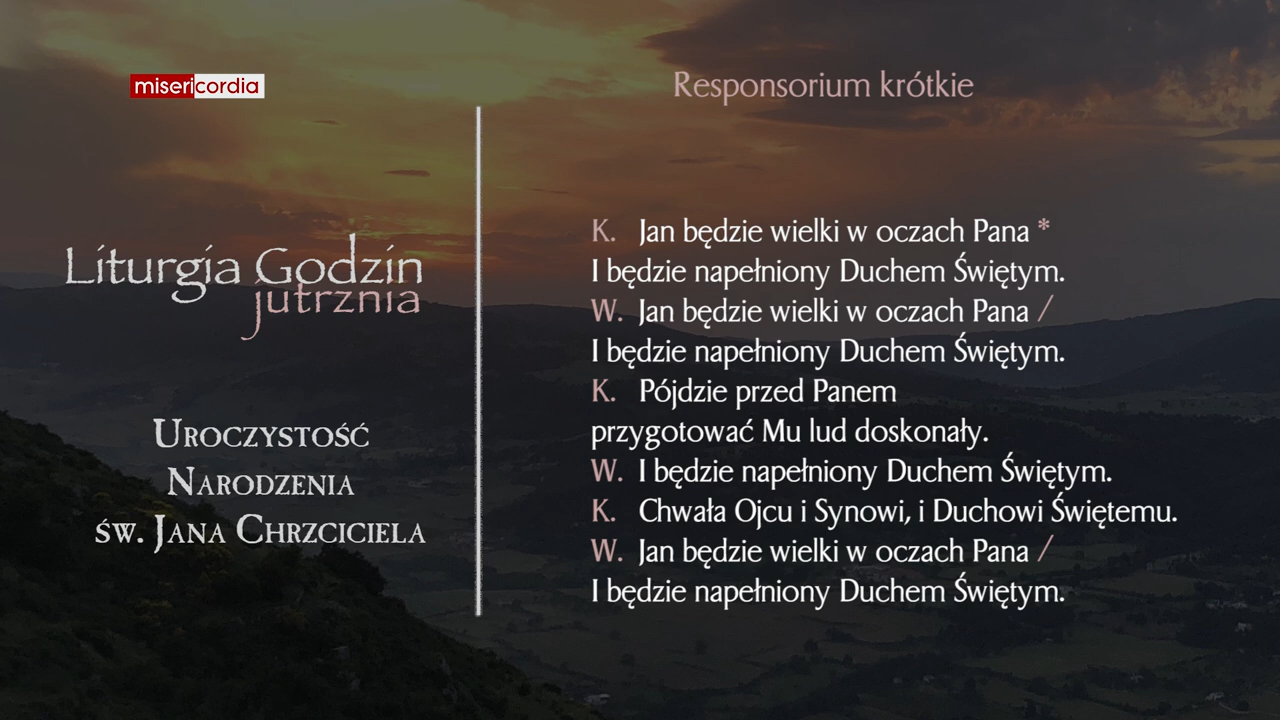 misericordia
Liturgia Godzin
jutrznia
Uroczystość
Narodzenia
św. Jana Chrzciciela
Responsorium krótkie
K. Jan będzie wielki w oczach Pana *
I będzie napełniony Duchem Świętym.
W. Jan będzie wielki w oczach Pana /
I będzie napełniony Duchem Świętym.
K. Pójdzie przed Panem
przygotować Mu lud doskonały.
W. I będzie napełniony Duchem Świętym.
K. Chwała Ojcu i Synowi, i Duchowi Świętemu.
W. Jan będzie wielki w oczach Pana /
I będzie napełniony Duchem Świętym.